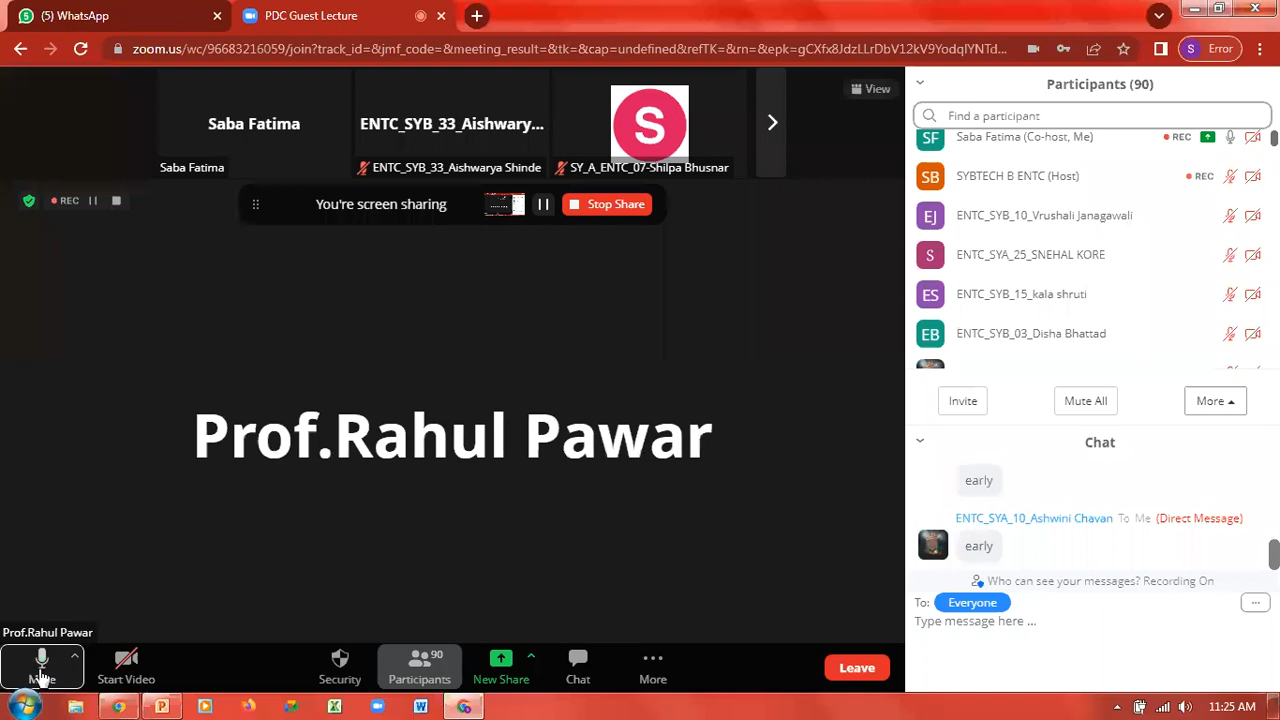 5
(5) WhatsApp
PDC Guest Lecture
zoom.us/wc/96683216059/join?track_id=&jmf_code=&meeting_result=&tk=&cap=undefined&refTK=&rn=&epk=gCXfx8JdzLLrDbV12kV9YodqlYNTd...
S
Error
Saba Fatima
Saba Fatima
ENTC_SYB_33_Aishwary...
ENTC_SYB_33_Aishwarya Shinde
S
SY_A_ENTC_07-Shilpa Bhusnar
View
REC
You're screen sharing
Stop Share
Prof.Rahul Pawar
Prof.Rahul Pawar
Start Video
Security
90
Participants
New Share
Chat
More
Leave
Participants (90)
Find a participant
SF
Saba Fatima (Co-host, Me)
REC
SB
SYBTECH B ENTC (Host)
REC
EJ
ENTC_SYB_10_Vrushali Janagawali
S
ENTC_SYA_25_SNEHAL KORE
ES
ENTC_SYB_15_kala shruti
EB
ENTC_SYB_03_Disha Bhattad
Invite
Mute All
More
Chat
early
ENTC_SYA_10_Ashwini Chavan To Me (Direct Message)
early
Who can see your messages? Recording On
To: Everyone
...
Type message here ...
11:25 AM